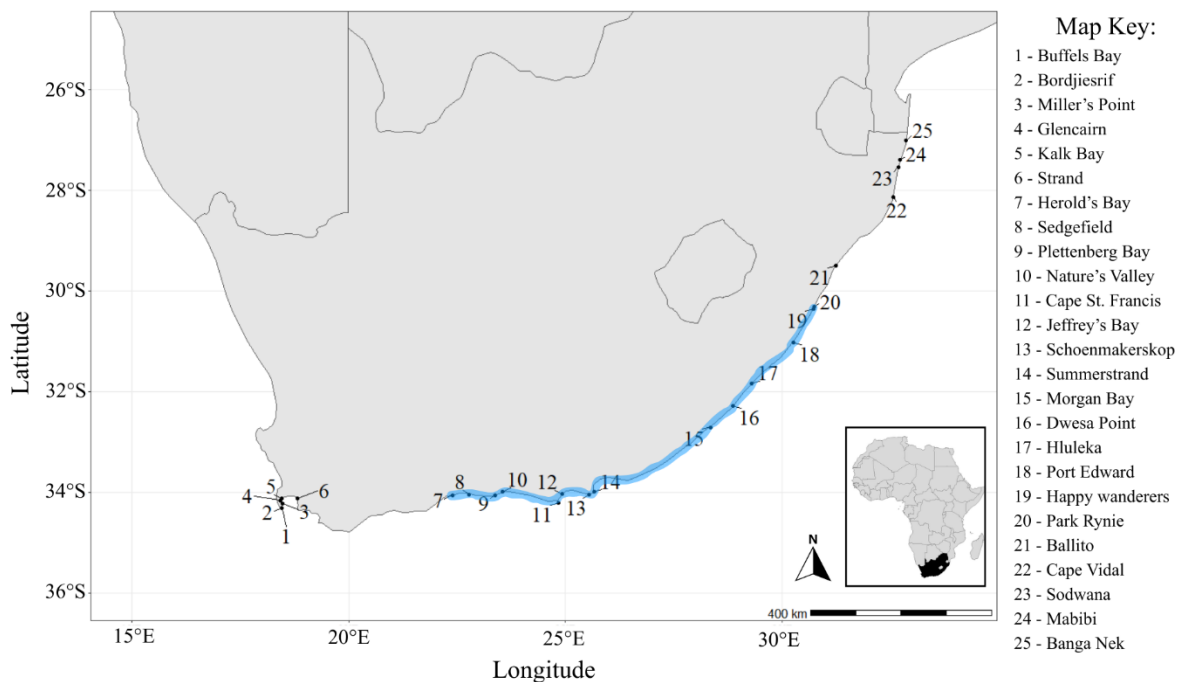 Map Key:
1 - Buffels Bay
2 - Bordjiesrif
3 - Miller's Point
4 - Glencairn
5 - Kalk Bay
6 - Strand
7 - Herold's Bay
8 - Sedgefield
9 - Plettenberg Bay
10 - Nature's Valley
11 - Cape St. Francis
12 - Jeffrey's Bay
13 - Schoenmakerskop
14 - Summerstrand
15 - Morgan Bay
16 - Dwesa Point
17 - Hluleka
18 - Port Edward
19 - Happy wanderers
20 - Park Rynie
21 - Ballito
22 - Cape Vidal
23 - Sodwana
24 - Mabibi
25 - Banga Nek
Latitude
26°S
28°S
30°S
32°S
34°S
36°S
25
24
23
22
21
20
19
18
17
16
15
14
13
12
11
10
9
8
7
6
5
4
3
2
1
N
400 km
15°E
20°E
25°E
30°E
Longitude